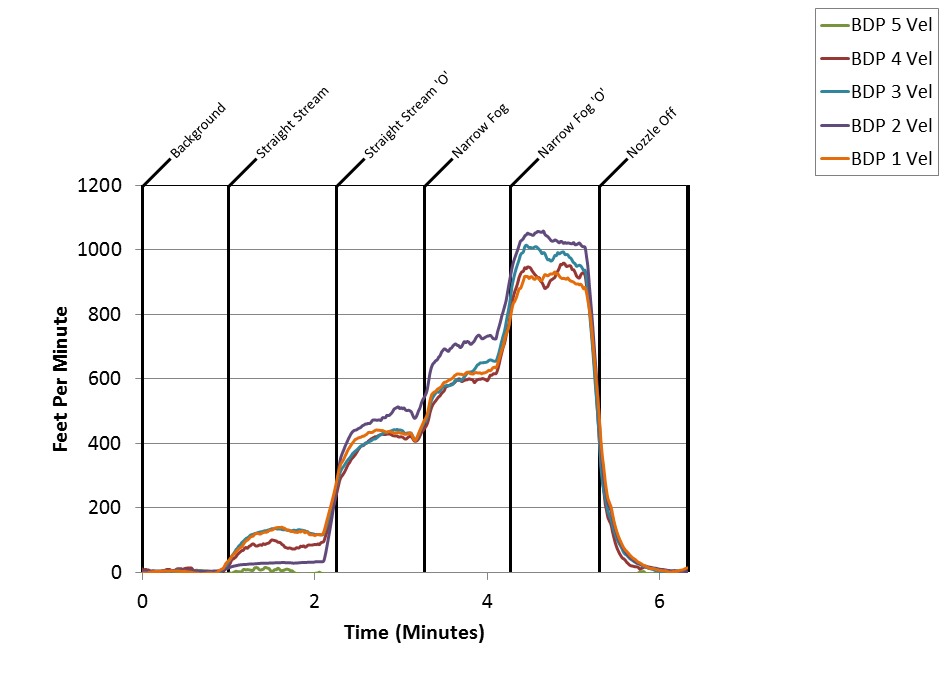 BDP 5 Vel
BDP 4 Vel
BDP 3 Vel
BDP 2 Vel
BDP 1 Vel
Background
Straight Stream
Straight Stream 'O'
Narrow Fog
Narrow Fog 'O'
Nozzle Off
1200
1000
800
600
400
200
0
Feet Per Minute
0 2 4 6
Time (Minutes)